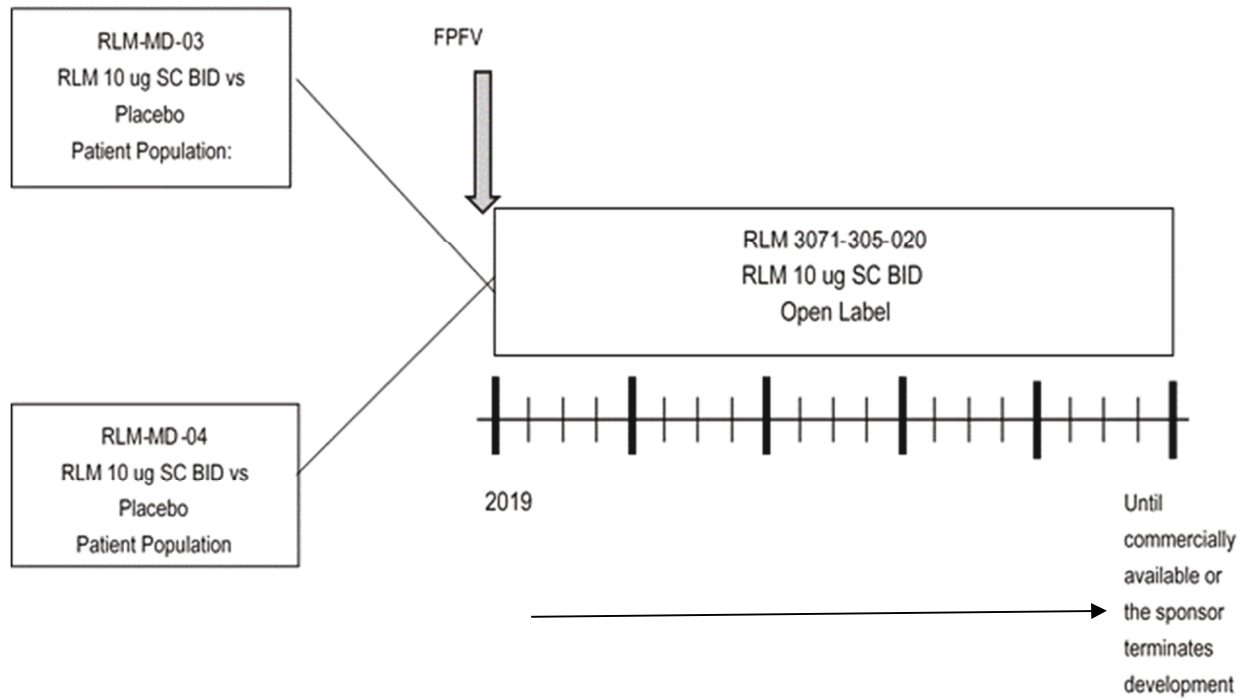 RLM-MD-03
RLM 10 ug SC BID vs
Placebo
Patient Population:
FPFV
RLM 3071-305-020
RLM 10 ug SC BID
Open Label
RLM-MD-04
RLM 10 ug SC BID vs
Placebo
Patient Population
2019
Until
commercially
available or
the sponsor
terminates
development